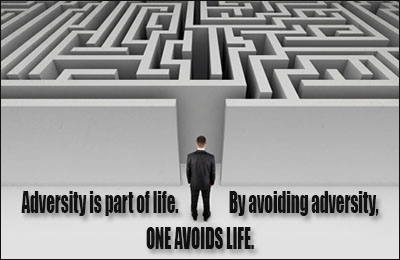 Adversity is part of life. By avoiding adversity,
ONE AVOIDS LIFE.